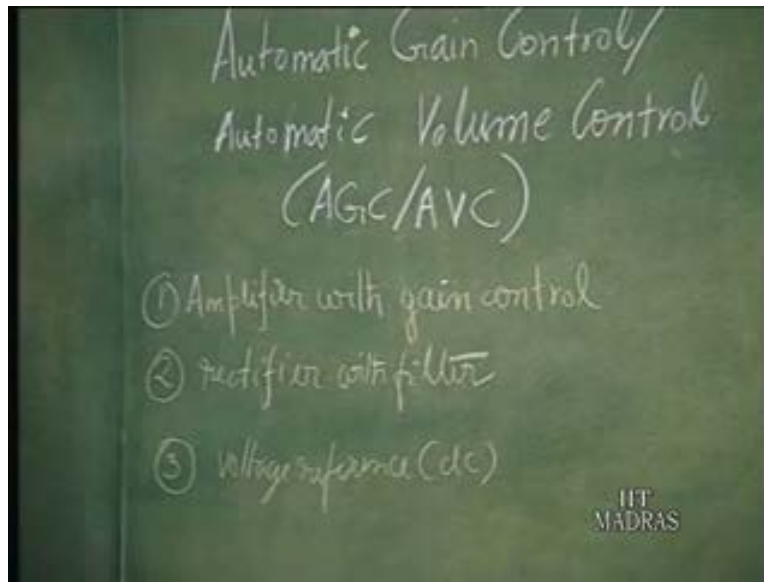 Automatic Gain Control/
Automatic Volume Control
(AGC/AVC)
① Amplifier with gain control
② rectifier with filter
③ voltage reference (dc)
IIT
MADRAS